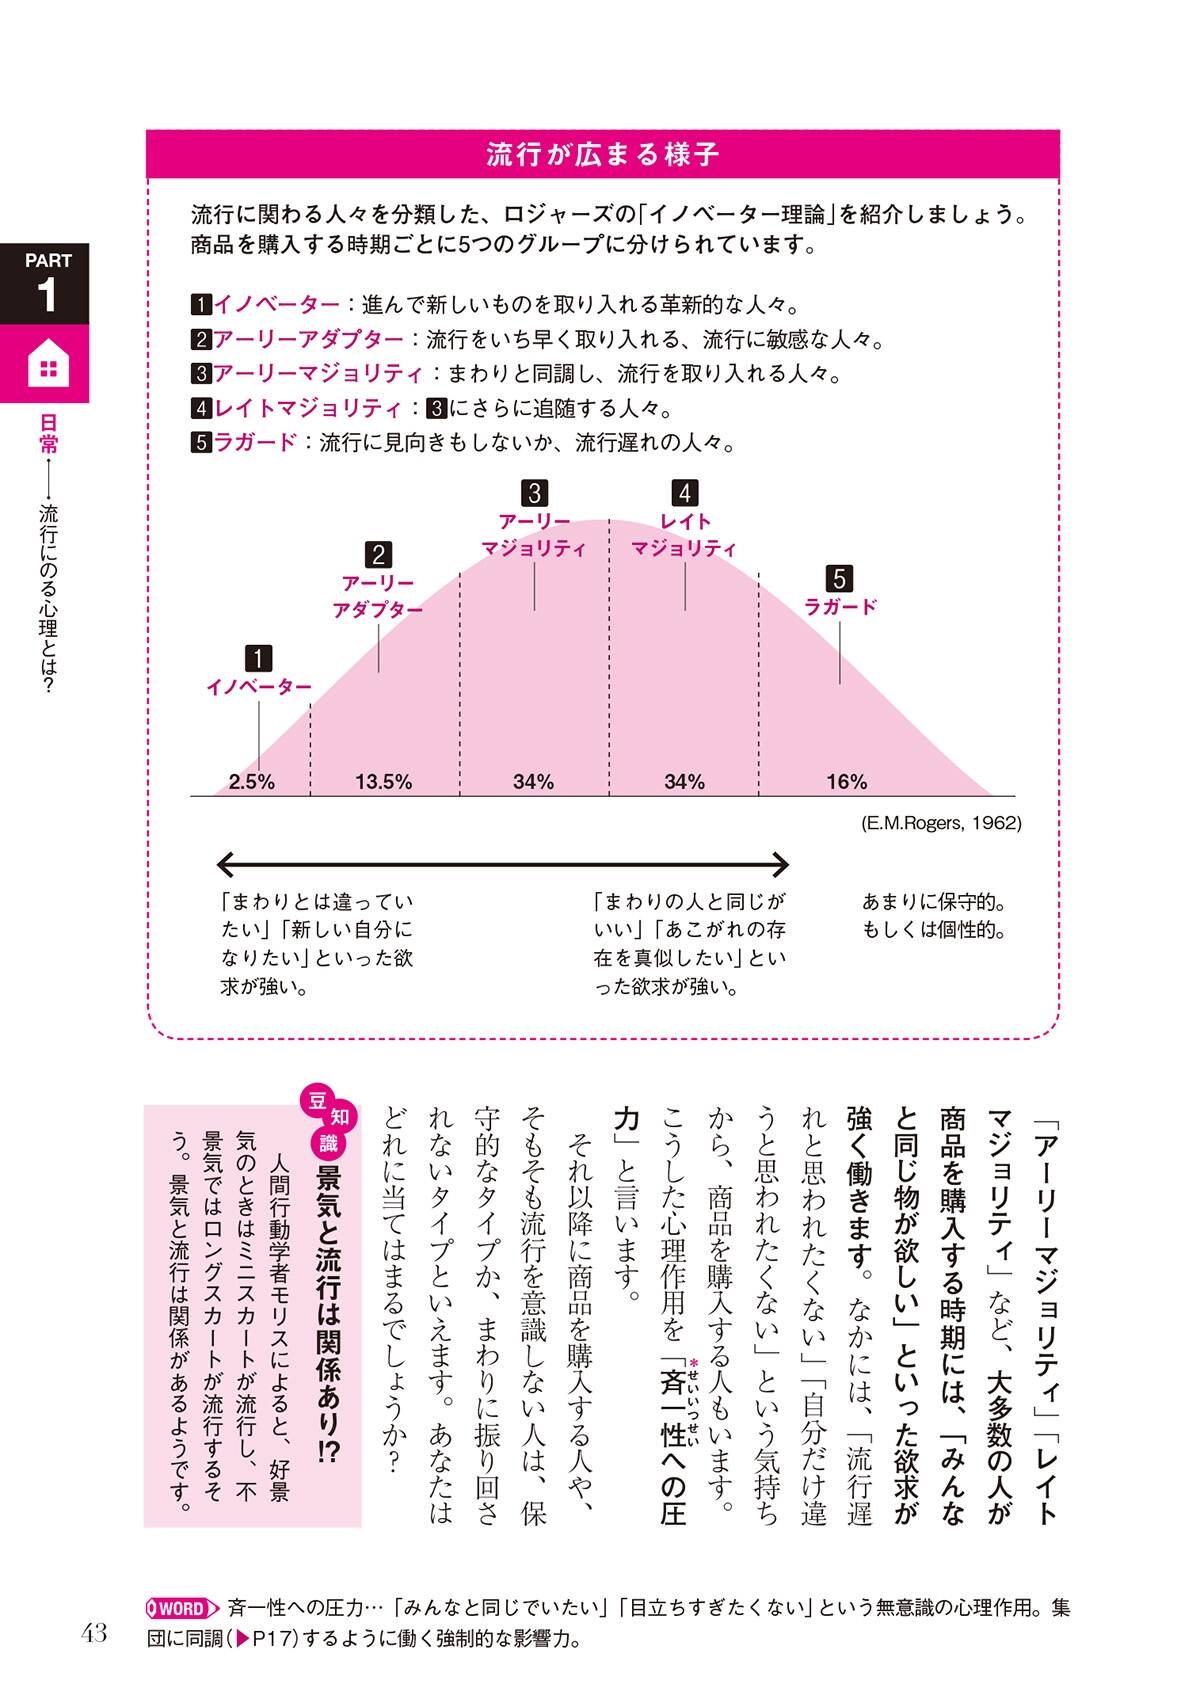 PART
1
日常——流行にのる心理とは？
流行が広まる様子
流行に関わる人々を分類した、ロジャーズの「イノベーター理論」を紹介しましょう。
商品を購入する時期ごとに5つのグループに分けられています。
1イノベーター：進んで新しいものを取り入れる革新的な人々。
2アーリーアダプター：流行をいち早く取り入れる、流行に敏感な人々。
3アーリーマジョリティ：まわりと同調し、流行を取り入れる人々。
4レイトマジョリティ：3にさらに追随する人々。
5ラガード：流行に見向きもしないか、流行遅れの人々。
1
イノベーター
2
アーリー
アダプター
3
アーリー
マジョリティ
4
レイト
マジョリティ
5
ラガード
2.5%
13.5%
34%
34%
16%
(E.M.Rogers, 1962)
「まわりとは違ってい
たい」「新しい自分に
なりたい」といった欲
求が強い。
「まわりの人と同じが
いい」「あこがれの存
在を真似したい」とい
った欲求が強い。
あまりに保守的。
もしくは個性的。
「アーリーマジョリティ」「レイト
マジョリティ」など、大多数の人が
商品を購入する時期には、「みんな
と同じ物が欲しい」といった欲求が
強く働きます。なかには、「流行遅
れと思われたくない」「自分だけ違
うと思われたくない」という気持ち
から、商品を購入する人もいます。
こうした心理作用を「斉一性への圧
*せいいっせい
力」と言います。
それ以降に商品を購入する人や、
そもそも流行を意識しない人は、保
守的なタイプか、まわりに振り回さ
れないタイプといえます。あなたは
どれに当てはまるでしょうか？
豆知識
景気と流行は関係あり!?
人間行動学者モリスによると、好景
気のときはミニスカートが流行し、不
景気ではロングスカートが流行するそ
う。景気と流行は関係があるようです。
WORD 斉一性への圧力…「みんなと同じでいたい」「目立ちすぎたくない」という無意識の心理作用。集
団に同調(▶P17)するように働く強制的な影響力。
43